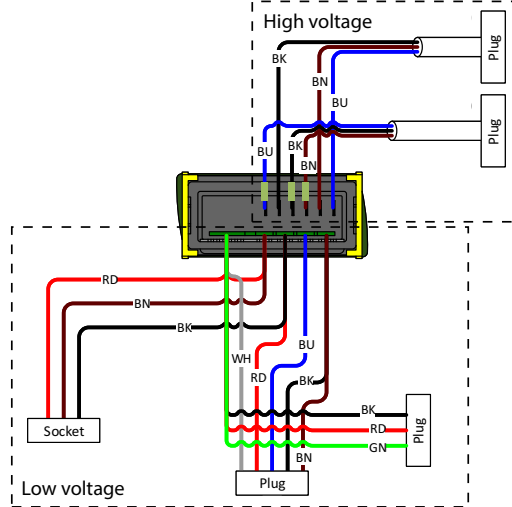 High voltage
Plug
BK
BN
BU
Plug
BU
BK
BN
RD
BN
BK
WH
BU
RD
BK
BK
RD
GN
Plug
Socket
BN
Plug
Low voltage